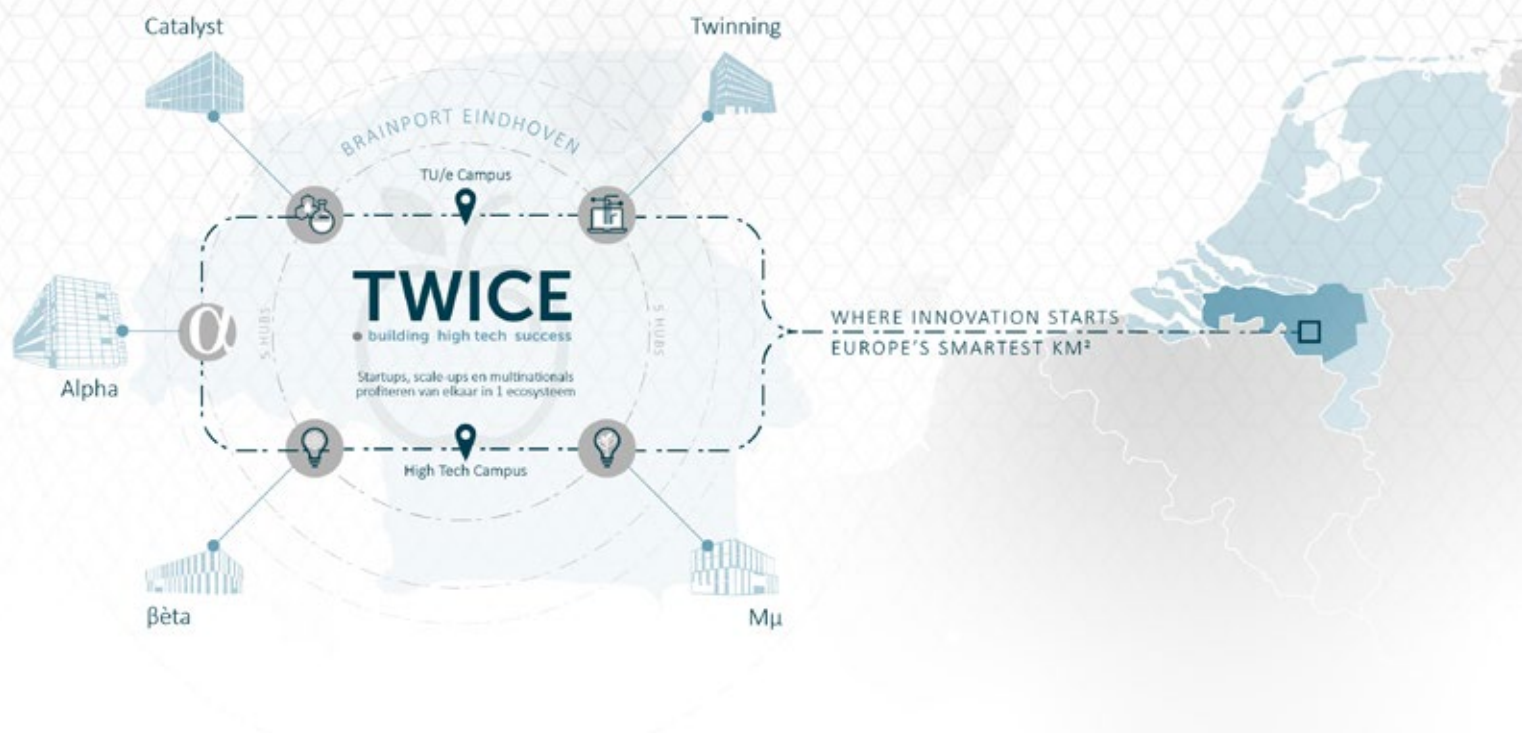 Catalyst
Twinning
BRAINPORT EINDHOVEN
TU/e Campus
TWICE
building high tech success
5 HUBS
5 HUBS
α
Startups, scale-ups en multinationals
profiteren van elkaar in 1 ecosysteem
Alpha
High Tech Campus
βèta
Mμ
WHERE INNOVATION STARTS
EUROPE'S SMARTEST KM²